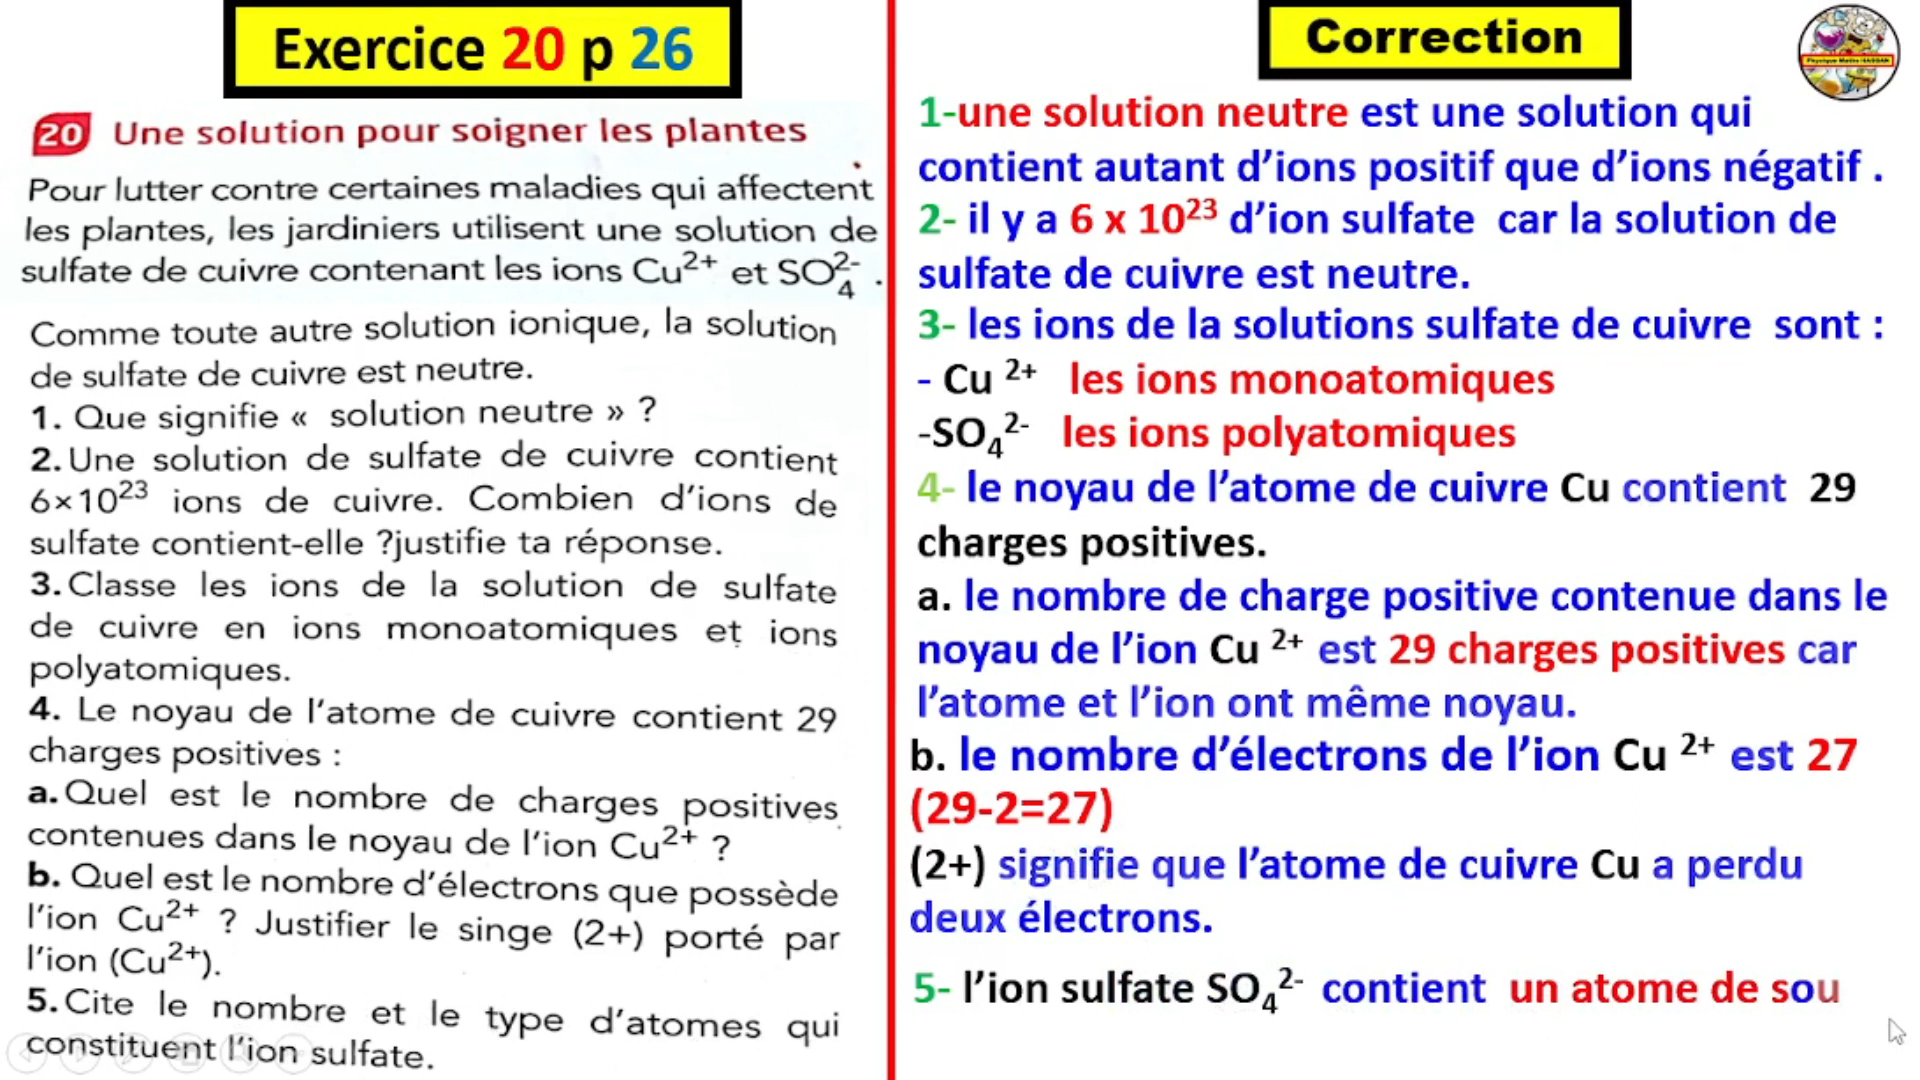 Exercice 20 p 26
20 Une solution pour soigner les plantes
Pour lutter contre certaines maladies qui affectent
les plantes, les jardiniers utilisent une solution de
sulfate de cuivre contenant les ions Cu²⁺ et SO₄²⁻ .
Comme toute autre solution ionique, la solution
de sulfate de cuivre est neutre.
1. Que signifie « solution neutre » ?
2. Une solution de sulfate de cuivre contient
6×10²³ ions de cuivre. Combien d'ions de
sulfate contient-elle ?justifie ta réponse.
3. Classe les ions de la solution de sulfate
de cuivre en ions monoatomiques et ions
polyatomiques.
4. Le noyau de l'atome de cuivre contient 29
charges positives :
a. Quel est le nombre de charges positives
contenues dans le noyau de l'ion Cu²⁺ ?
b. Quel est le nombre d'électrons que possède
l'ion Cu²⁺ ? Justifier le singe (2+) porté par
l'ion (Cu²⁺).
5. Cite le nombre et le type d'atomes qui
constituent l'ion sulfate.
Correction
Physique Maths HASSAN
1-une solution neutre est une solution qui
contient autant d'ions positif que d'ions négatif .
2- il y a 6 x 10²³ d'ion sulfate car la solution de
sulfate de cuivre est neutre.
3- les ions de la solutions sulfate de cuivre sont :
- Cu ²⁺ les ions monoatomiques
-SO₄²⁻ les ions polyatomiques
4- le noyau de l'atome de cuivre Cu contient 29
charges positives.
a. le nombre de charge positive contenue dans le
noyau de l'ion Cu ²⁺ est 29 charges positives car
l'atome et l'ion ont même noyau.
b. le nombre d'électrons de l'ion Cu ²⁺ est 27
(29-2=27)
(2+) signifie que l'atome de cuivre Cu a perdu
deux électrons.
5- l'ion sulfate SO₄²⁻ contient un atome de sou